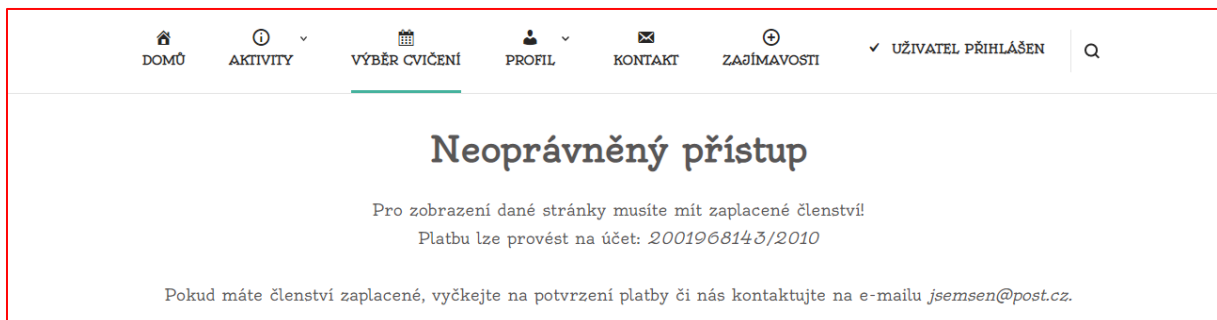 DOMŮ AKTIVITY VÝBĚR CVIČENÍ PROFIL KONTAKT ZAJÍMAVOSTI UŽIVATEL PŘIHLÁŠEN
Neoprávněný přístup
Pro zobrazení dané stránky musíte mít zaplacené členství!
Platbu lze provést na účet: 2001968143/2010
Pokud máte členství zaplacené, vyčkejte na potvrzení platby či nás kontaktujte na e-mailu jsemsen@post.cz.